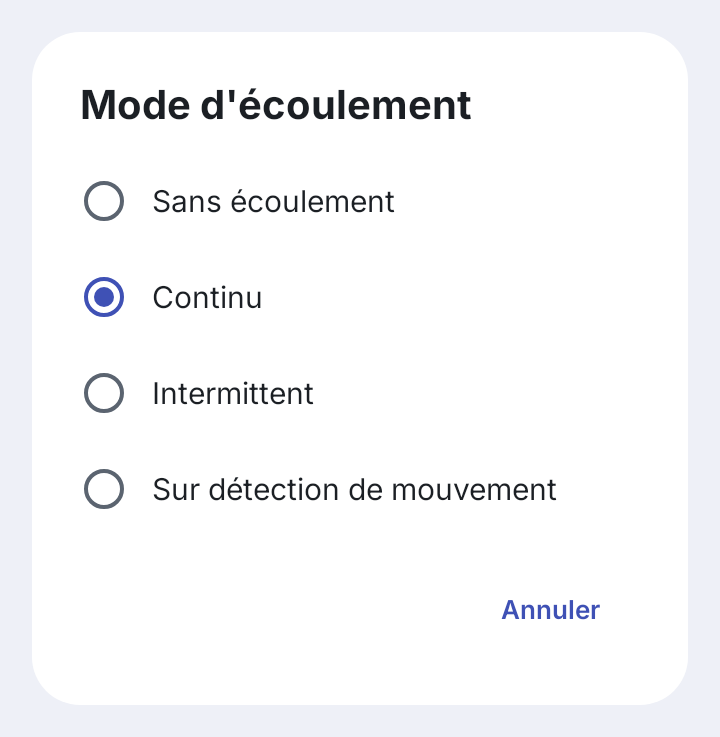 Mode d'écoulement
Sans écoulement
Continu
Intermittent
Sur détection de mouvement
Annuler